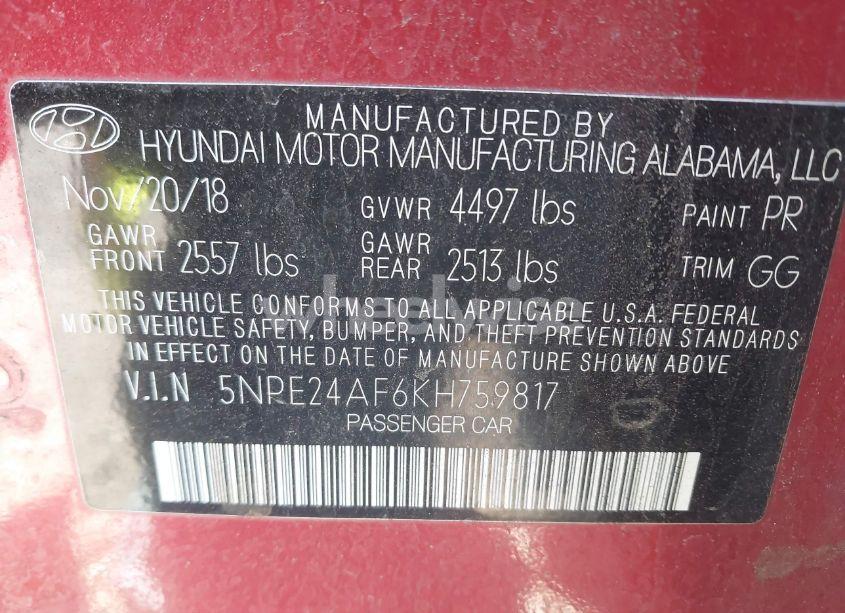 MANUFACTURED BY
HYUNDAI MOTOR MANUFACTURING ALABAMA, LLC
Nov/20/18 GVWR 4497 lbs PAINT PR
GAWR FRONT 2557 lbs GAWR REAR 2513 lbs TRIM GG
THIS VEHICLE CONFORMS TO ALL APPLICABLE U.S.A. FEDERAL
MOTOR VEHICLE SAFETY, BUMPER, AND THEFT PREVENTION STANDARDS
IN EFFECT ON THE DATE OF MANUFACTURE SHOWN ABOVE.
V.I.N 5NPE24AF6KH759817
PASSENGER CAR